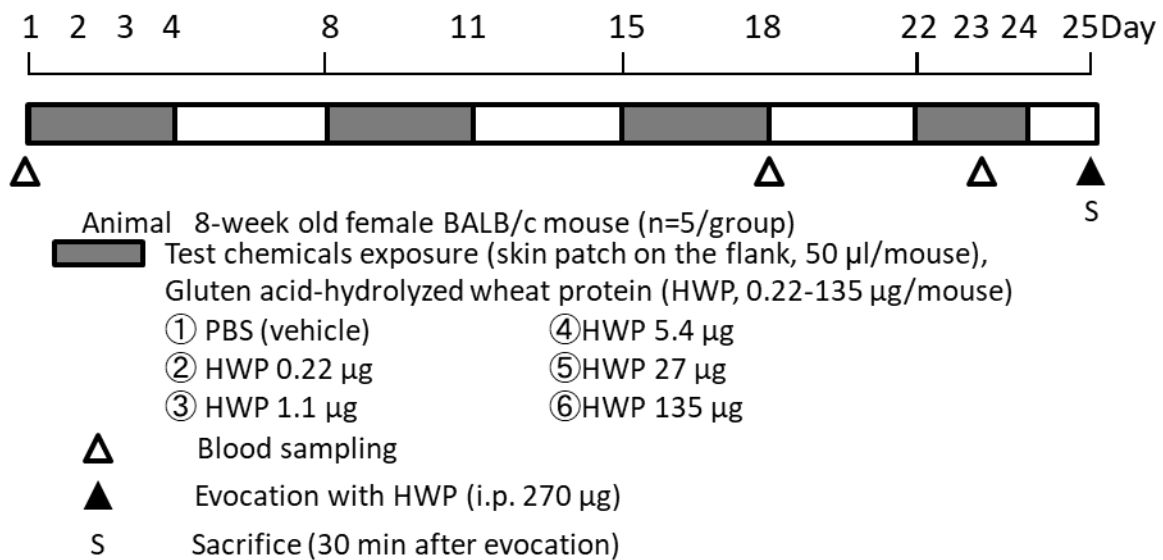 1 2 3 4 8 11 15 18 22 23 24 25Day
S
Animal 8-week old female BALB/c mouse (n=5/group)
Test chemicals exposure (skin patch on the flank, 50 μl/mouse),
Gluten acid-hydrolyzed wheat protein (HWP, 0.22-135 μg/mouse)
① PBS (vehicle) ④HWP 5.4 μg
② HWP 0.22 μg ⑤HWP 27 μg
③ HWP 1.1 μg ⑥HWP 135 μg
Blood sampling
Evocation with HWP (i.p. 270 μg)
S Sacrifice (30 min after evocation)